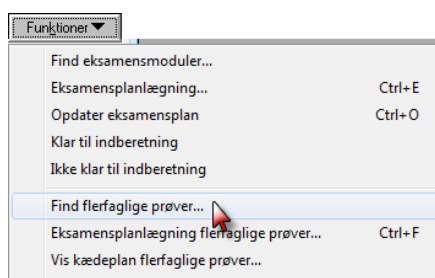 Funktioner
Find eksamensmoduler...
Eksamensplanlægning... Ctrl+E
Opdater eksamensplan Ctrl+O
Klar til indberetning
Ikke klar til indberetning
Find flerfaglige prøver...
Eksamensplanlægning flerfaglige prøver... Ctrl+F
Vis kædeplan flerfaglige prøver...